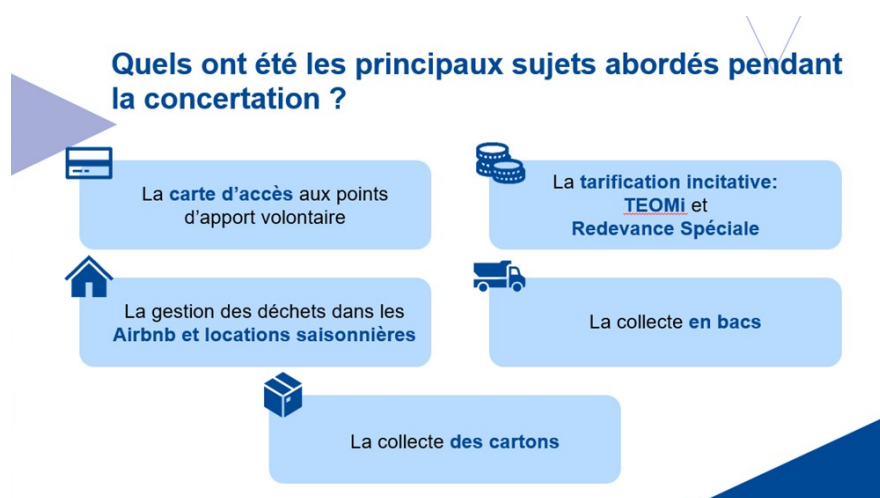 Quels ont été les principaux sujets abordés pendant
la concertation ?
La carte d’accès aux points
d’apport volontaire
La tarification incitative:
TEOMi et
Redevance Spéciale
La gestion des déchets dans les
Airbnb et locations saisonnières
La collecte en bacs
La collecte des cartons